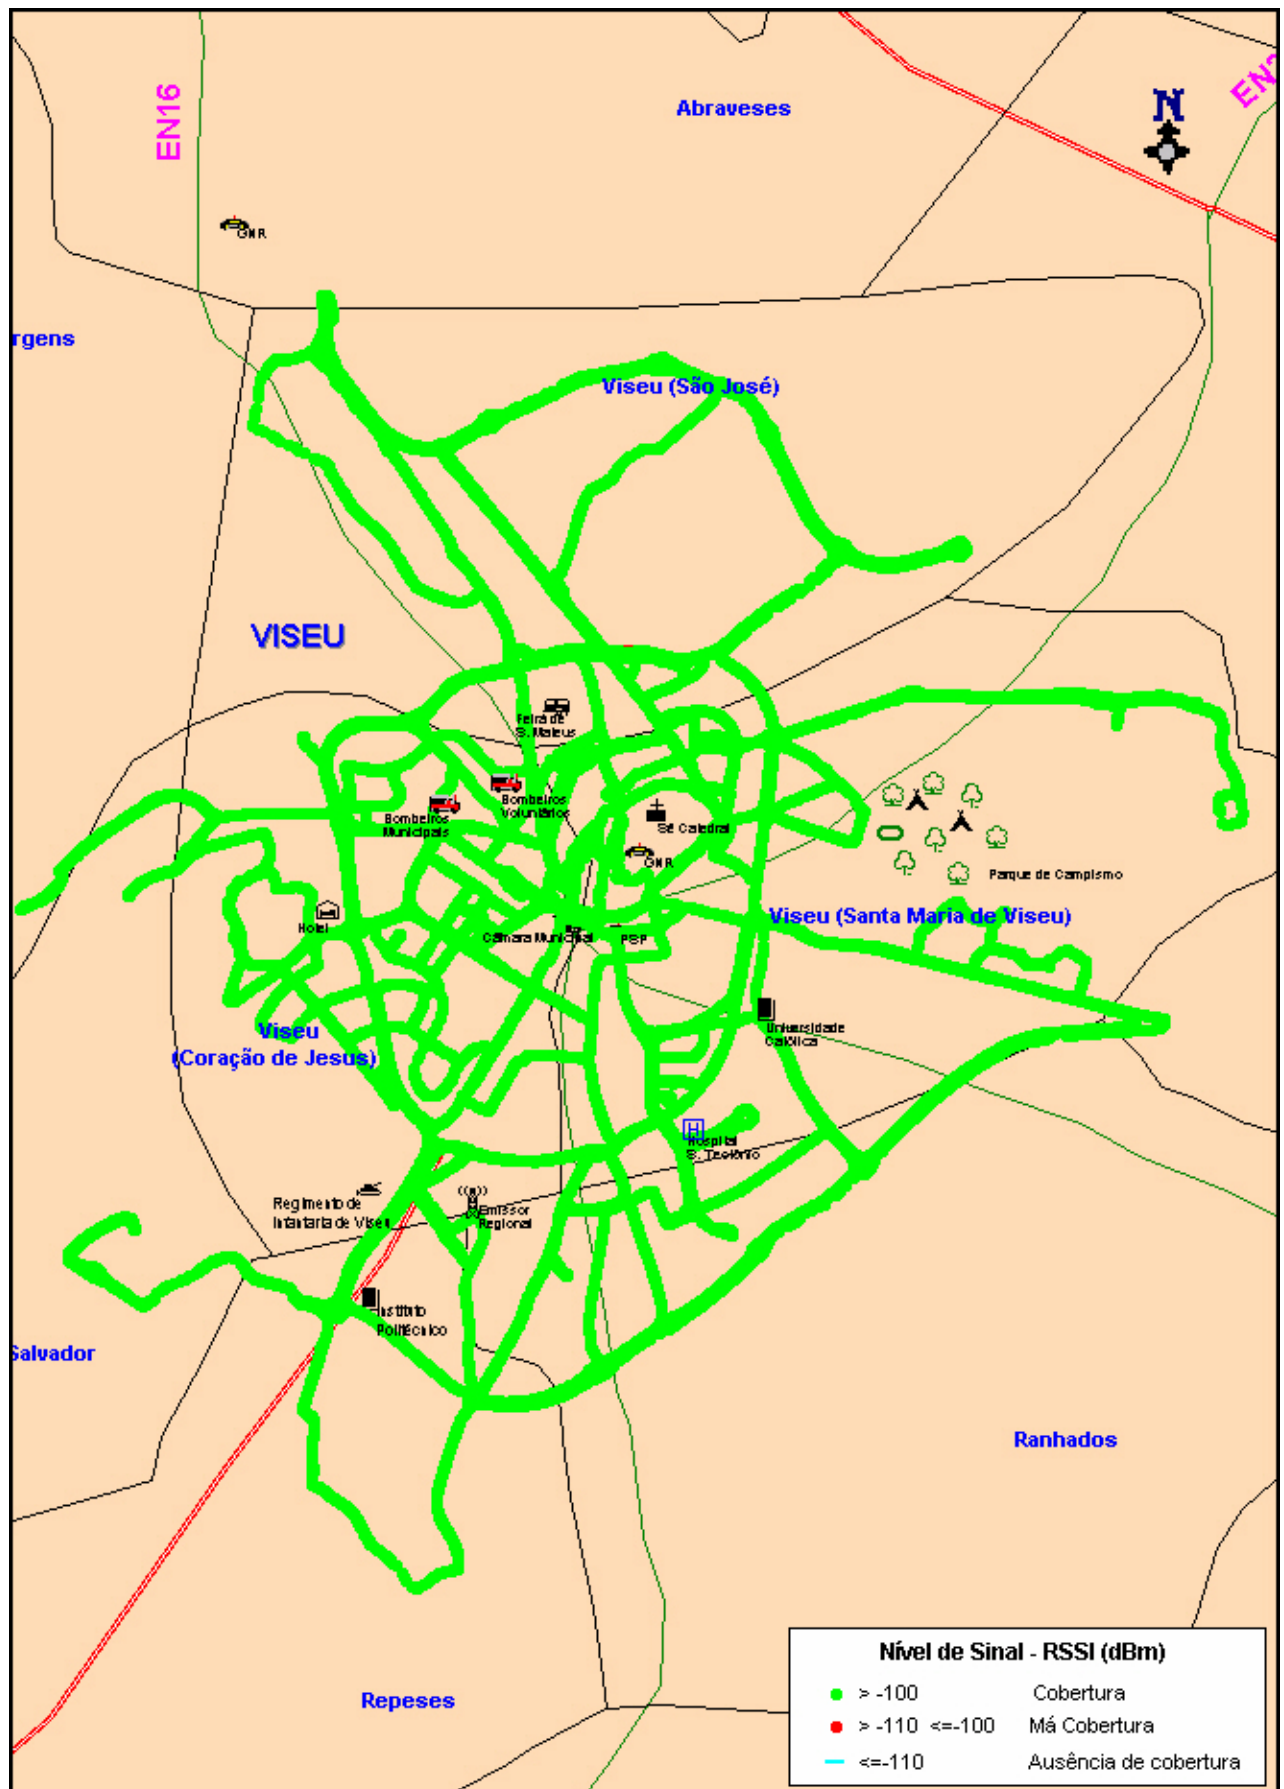 EN16
Abraveses
N
GNR
rgens
Viseu (São José)
VISEU
Feira de
S. Mateus
Bombeiros
Voluntários
Bombeiros
Municipais
Sé Catedral
GNR
Parque de Campismo
Hotel
Câmara Municipal
PSP
Viseu (Santa Maria de Viseu)
Universidade
Católica
Viseu
(Coração de Jesus)
H
Hospital
S. Teotónio
Regimento de
Infantaria de Viseu
Emissor
Regional
Instituto
Politécnico
Salvador
Ranhados
Repeses
Nível de Sinal - RSSI (dBm)
> -100 Cobertura
> -110 <=-100 Má Cobertura
<=-110 Ausência de cobertura